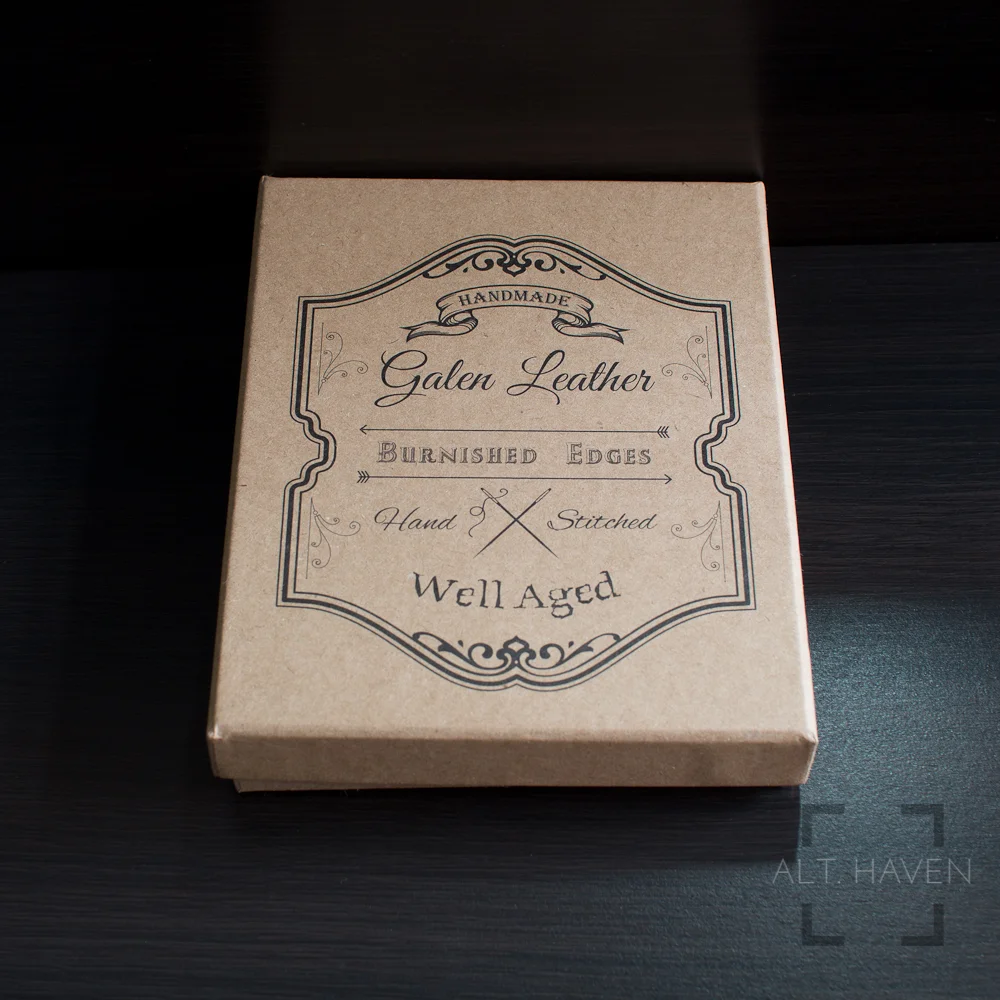 HANDMADE
Galen Leather
BURNISHED EDGES
Hand Stitched
Well Aged
ALT. HAVEN